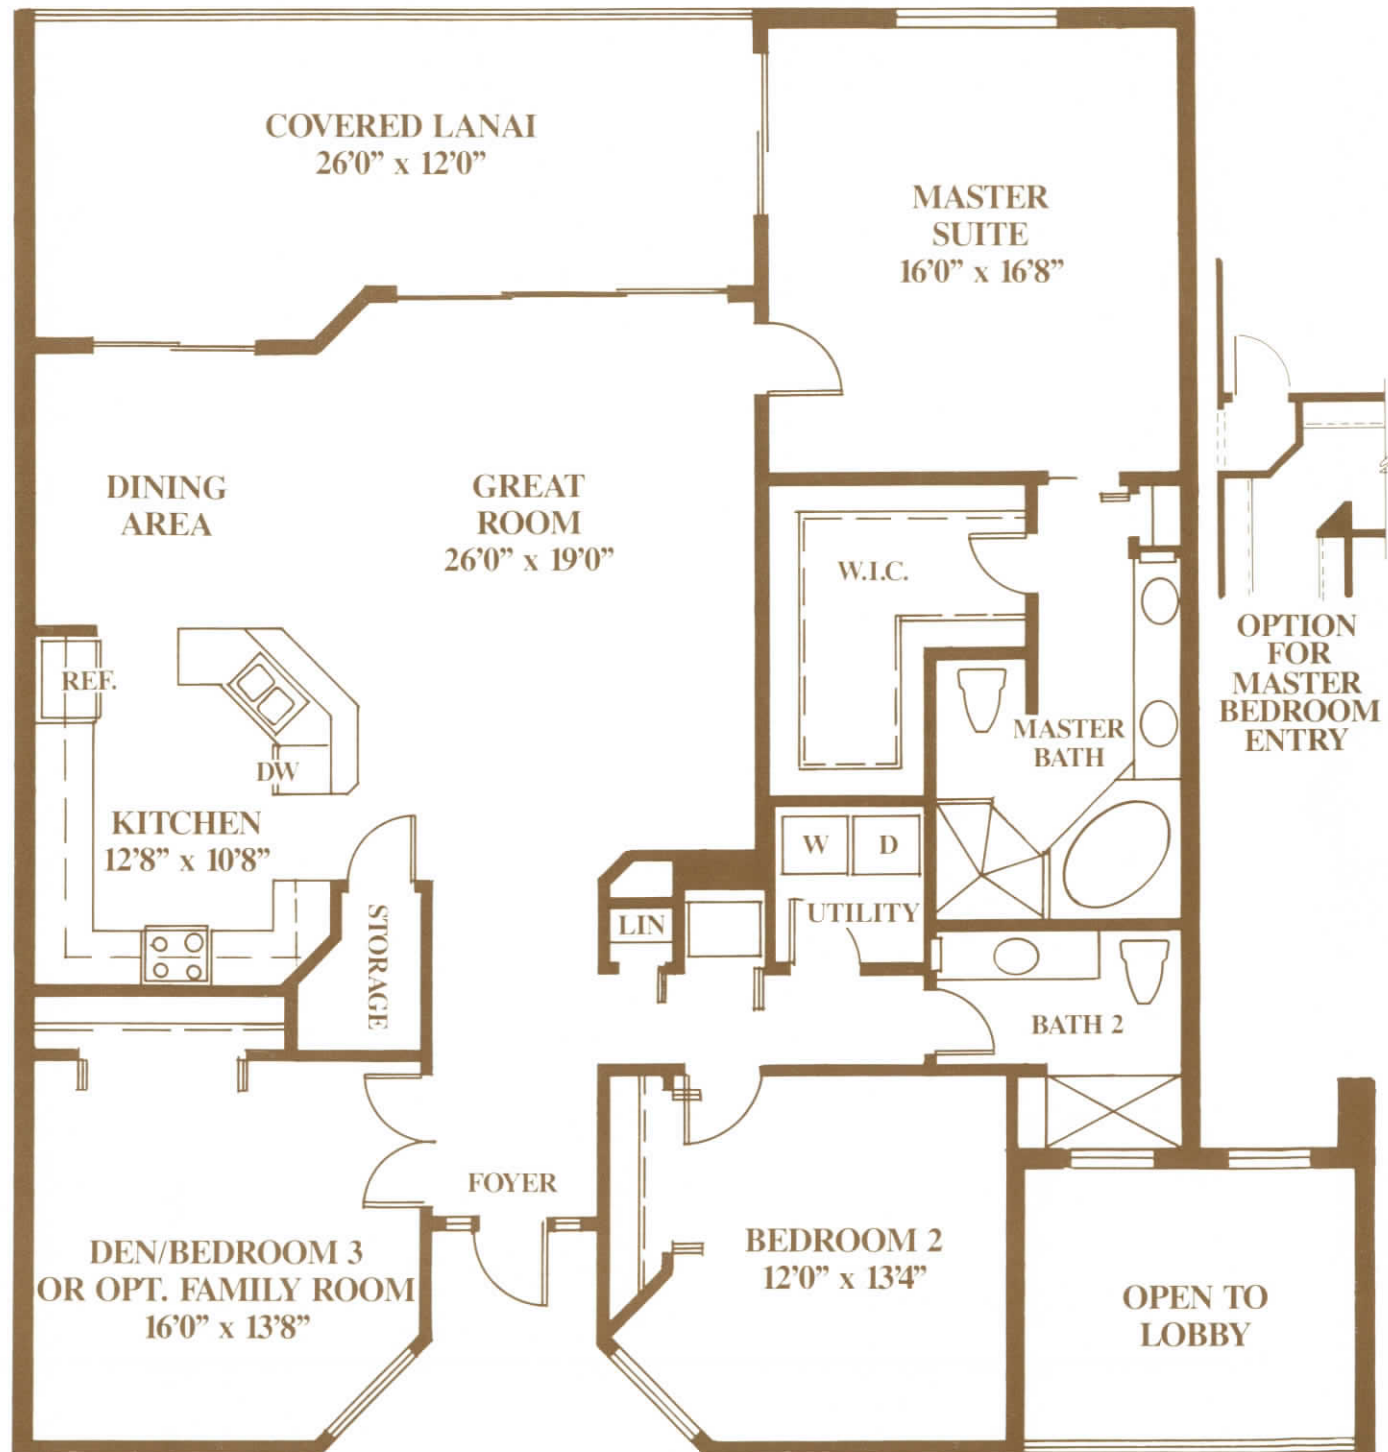 COVERED LANAI
26'0” x 12'0”
MASTER
SUITE
16'0” x 16'8”
DINING
AREA
GREAT
ROOM
26'0” x 19'0”
W.I.C.
OPTION
FOR
MASTER
BEDROOM
ENTRY
REF.
MASTER
BATH
DW
KITCHEN
12'8” x 10'8”
W
D
STORAGE
LIN
UTILITY
BATH 2
FOYER
DEN/BEDROOM 3
OR OPT. FAMILY ROOM
16'0” x 13'8”
BEDROOM 2
12'0” x 13'4”
OPEN TO
LOBBY